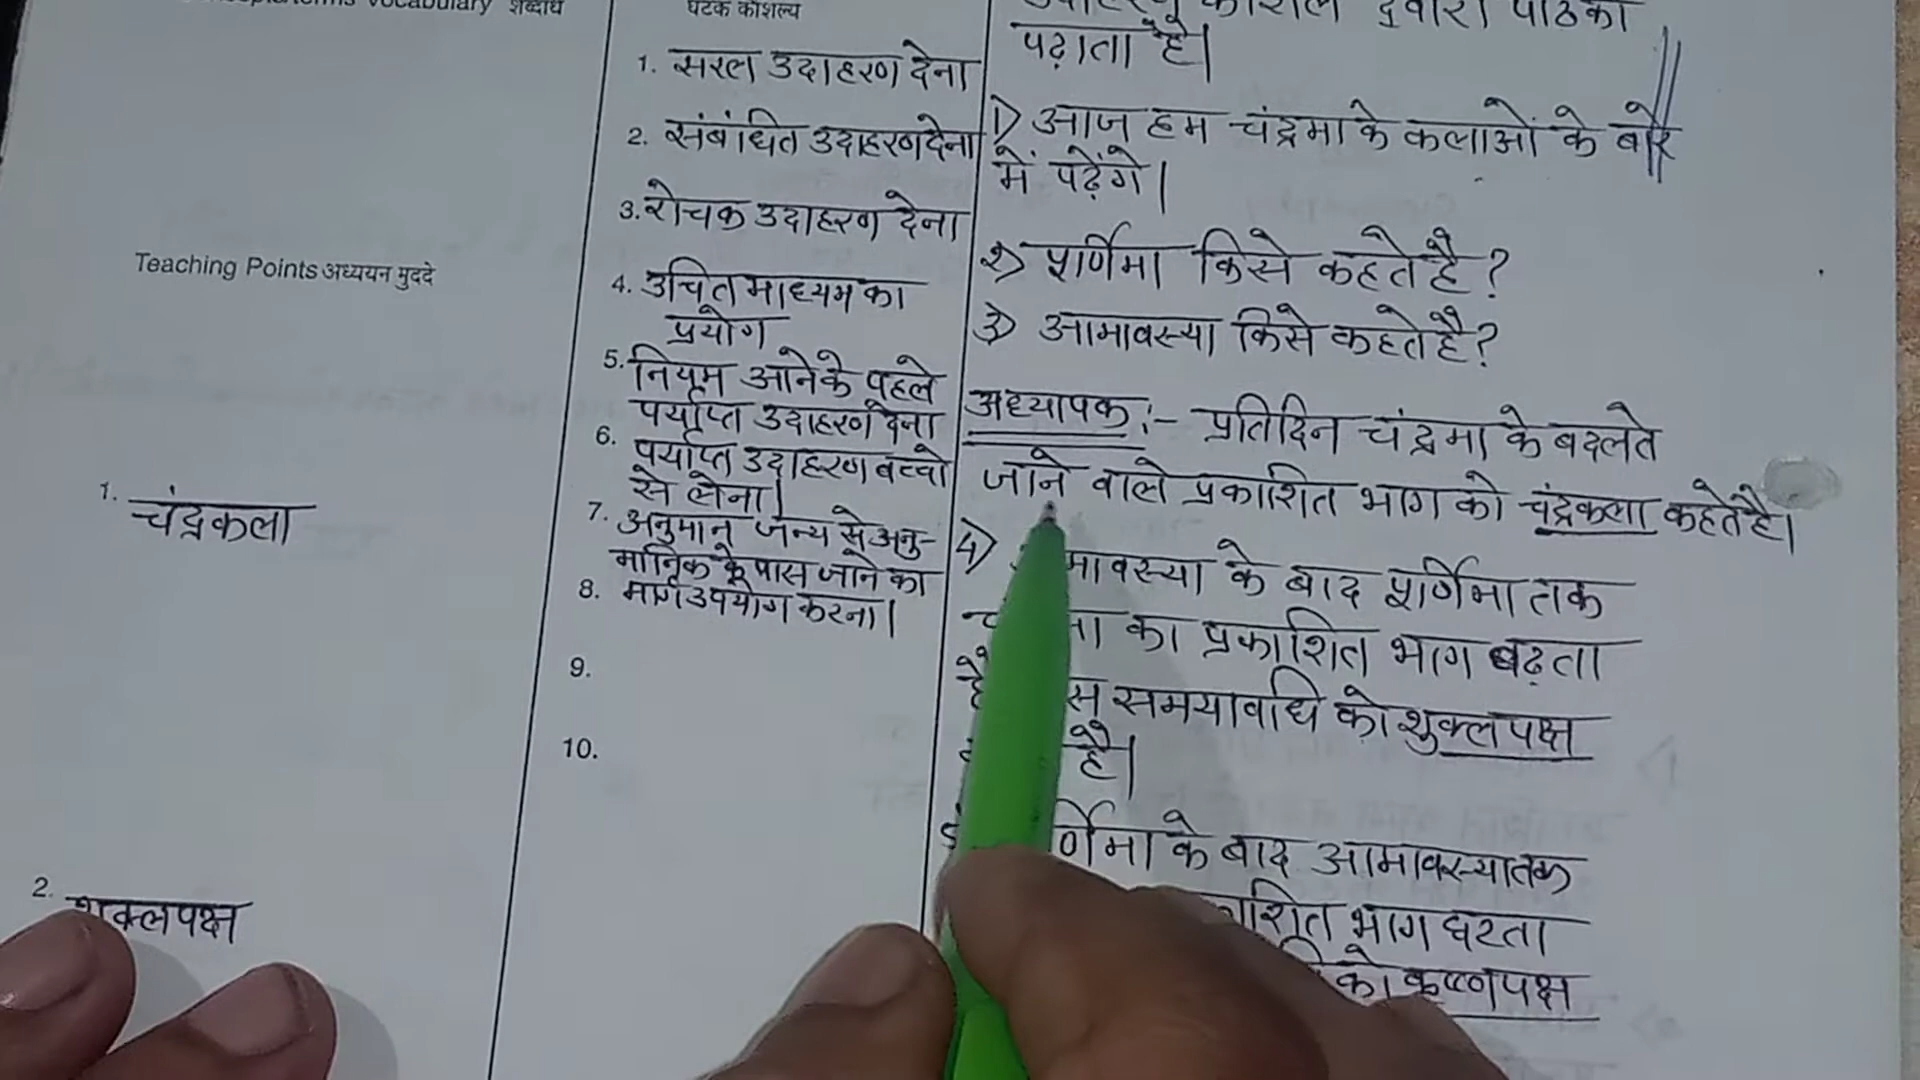 Vocabulary शब्दार्थ
Teaching Points अध्ययन मुददे
1. चंद्रकला
2. शुक्लपक्ष
घटक कौशल्य
1. सरल उदाहरण देना
2. संबंधित उदाहरण देना
3. रोचक उदाहरण देना
4. उचित माध्यम का
प्रयोग
5. नियम आने के पहले
पर्याप्त उदाहरण देना
6. पर्याप्त उदाहरण बच्चो
से लेना।
7. अनुमान जन्य से अनु-
मानिक के पास जाने का
8. मार्ग उपयोग करना।
9.
10.
द्वारा पाठ को
पढ़ाता है।
1) आज हम चंद्रमा के कलाओं के बारे
में पढ़ेंगे।
२) पूर्णिमा किसे कहते है?
3) आमावस्या किसे कहते है?
अध्यापक :- प्रतिदिन चंद्रमा के बदलते
जाने वाले प्रकाशित भाग को चंद्रकला कहते है।
4) के बाद पूर्णिमा तक
का प्रकाशित भाग बढ़ता
समयावधि को शुक्लपक्ष
है।
के बाद आमावस्या तक
भाग घटता
को कृष्णपक्ष